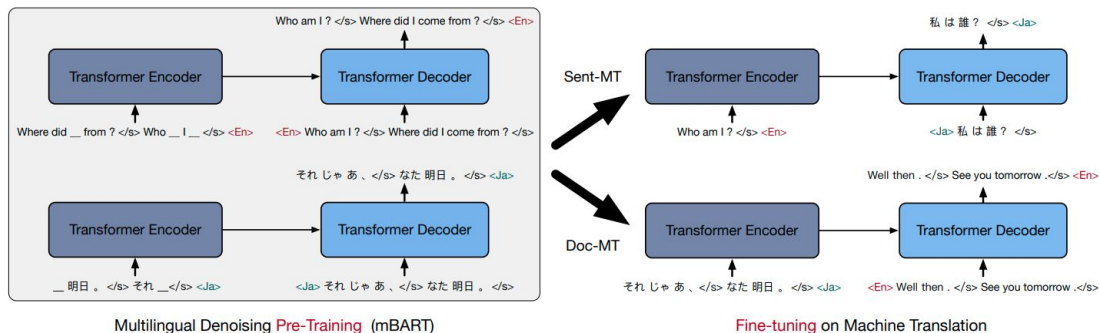 Who am I ? </s> Where did I come from ? </s> <En>
Transformer Encoder
Transformer Decoder
Where did __ from ? </s> Who __ I __ </s> <En>
<En> Who am I ? </s> Where did I come from ? </s>
それ じゃ あ 、</s> なた 明日 。 </s> <Ja>
Transformer Encoder
Transformer Decoder
__ 明日 。 </s> それ __</s> <Ja>
<Ja> それ じゃ あ 、</s> なた 明日 。 </s>
Multilingual Denoising Pre-Training (mBART)
Sent-MT
Doc-MT
私 は 誰？ </s> <Ja>
Transformer Encoder
Transformer Decoder
Who am I ? </s> <En>
<Ja> 私 は 誰？ </s>
Well then . </s> See you tomorrow .</s> <En>
Transformer Encoder
Transformer Decoder
それ じゃ あ 、</s> なた 明日 。 </s> <Ja>
<En> Well then . </s> See you tomorrow .</s>
Fine-tuning on Machine Translation